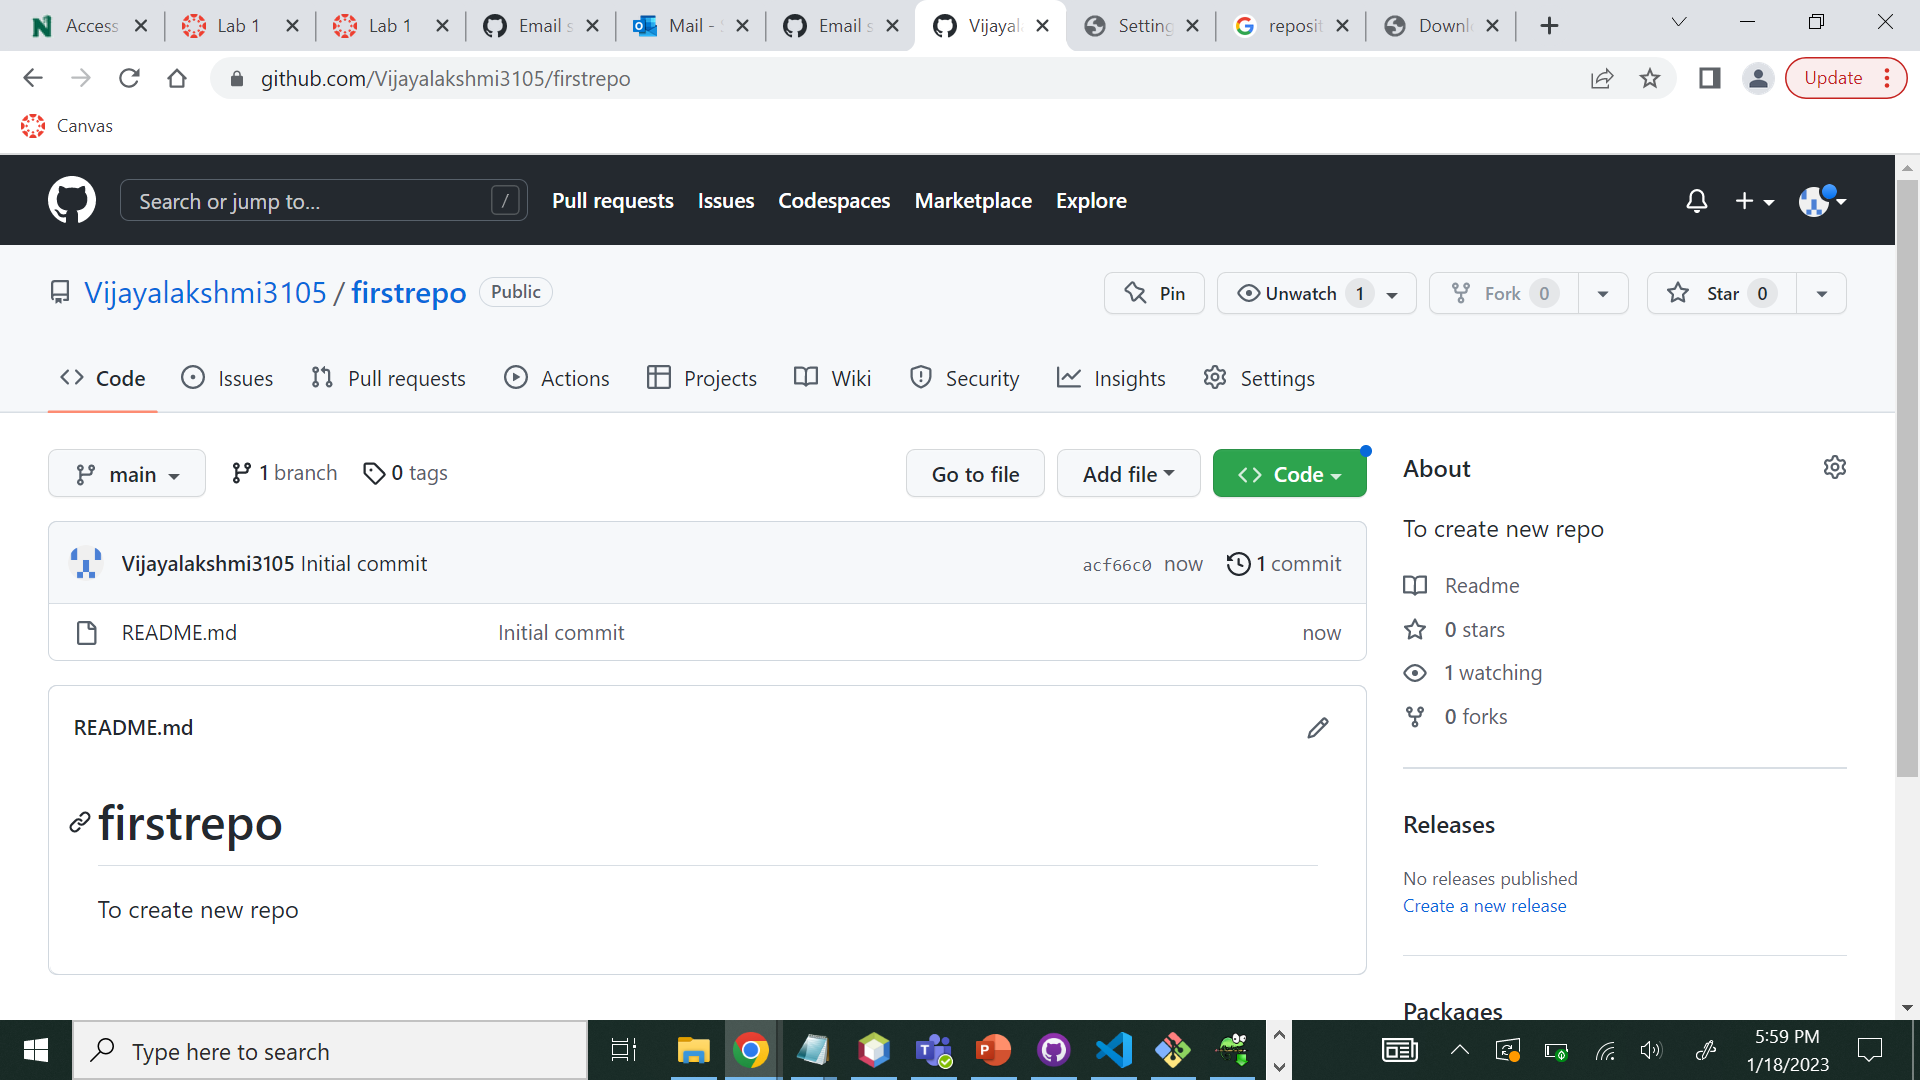 Access
Lab 1
Lab 1
Email s
Mail -
Email s
Vijayal
Setting
reposit
Downl
github.com/Vijayalakshmi3105/firstrepo
Update
Canvas
Search or jump to...
/
Pull requests
Issues
Codespaces
Marketplace
Explore
Vijayalakshmi3105 / firstrepo
Public
Pin
Unwatch 1
Fork 0
Star 0
Code
Issues
Pull requests
Actions
Projects
Wiki
Security
Insights
Settings
main
1 branch
0 tags
Go to file
Add file
Code
Vijayalakshmi3105 Initial commit
acf66c0 now
1 commit
README.md
Initial commit
now
README.md
firstrepo
To create new repo
About
To create new repo
Readme
0 stars
1 watching
0 forks
Releases
No releases published
Create a new release
Packages
Type here to search
5:59 PM
1/18/2023